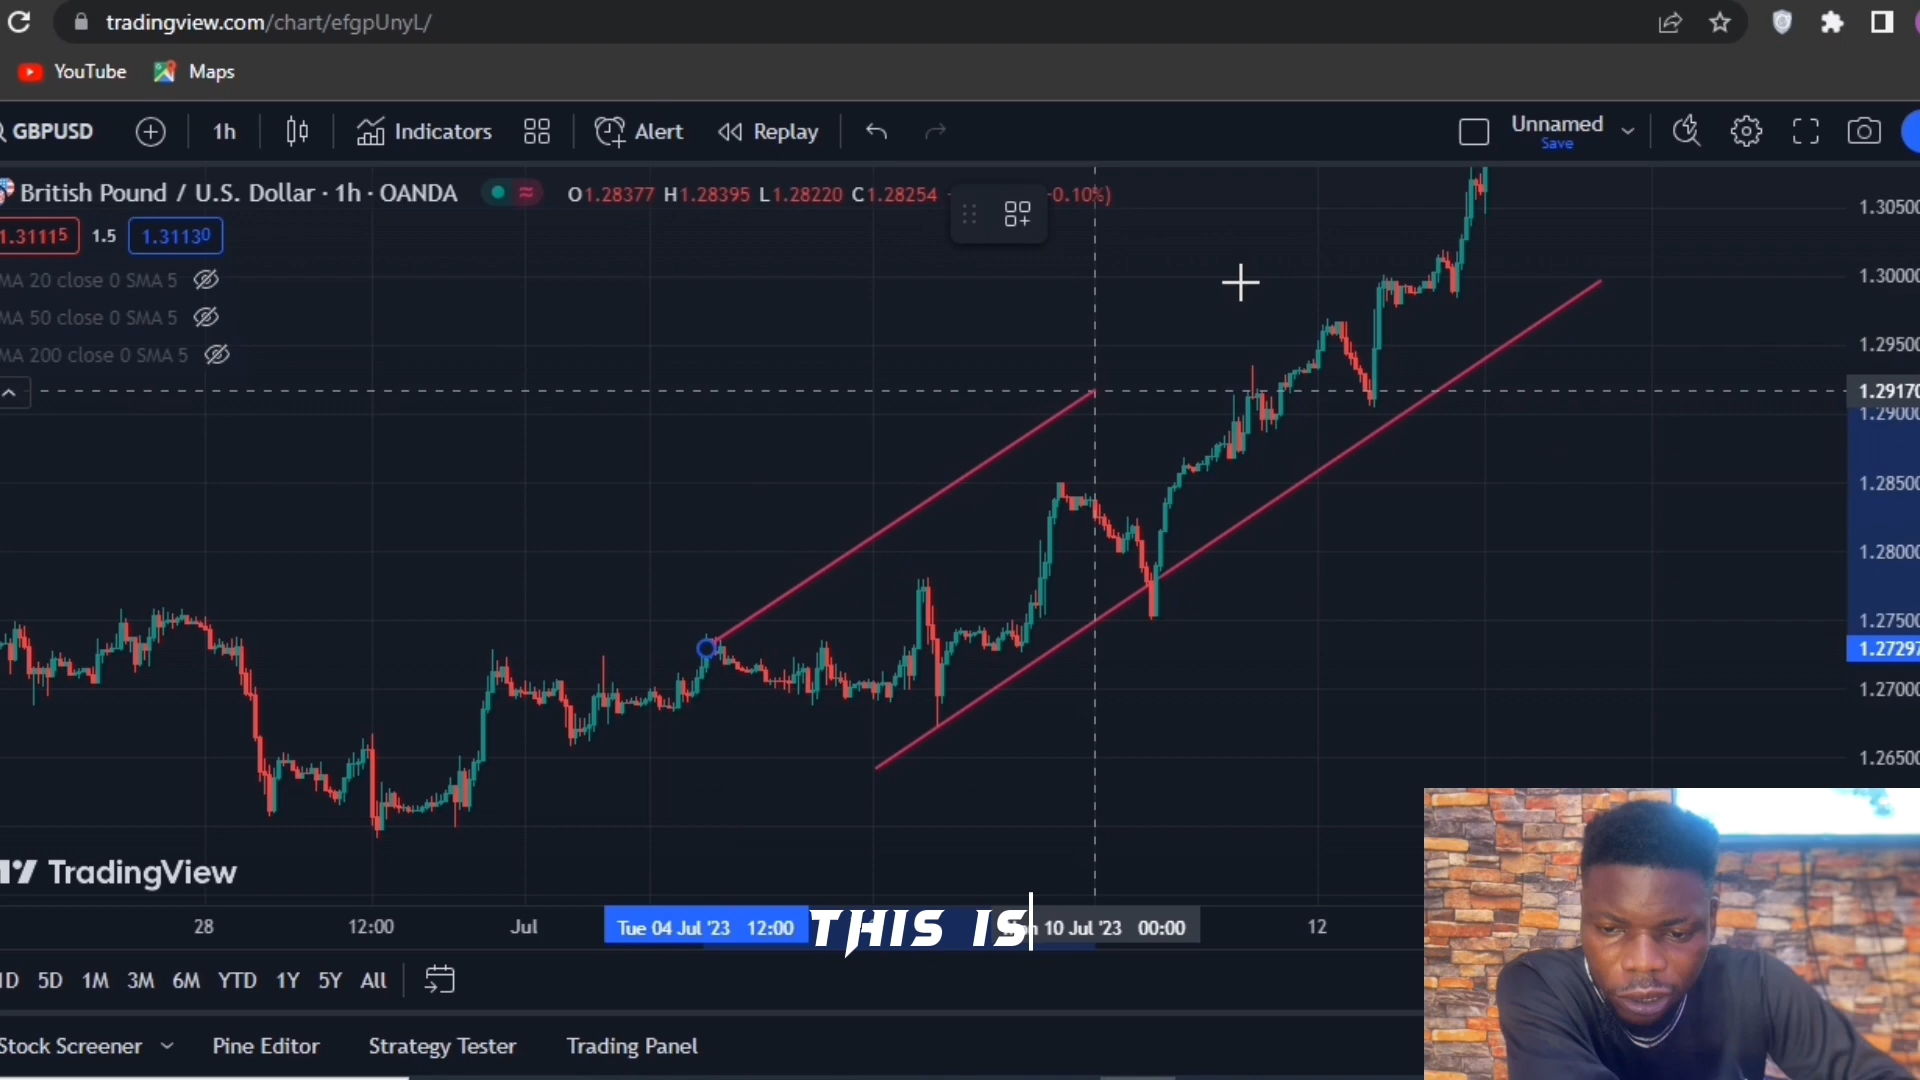 tradingview.com/chart/efgpUnyL/
YouTube Maps
GBPUSD 1h Indicators Alert Replay Unnamed
Save
British Pound / U.S. Dollar · 1h · OANDA O1.28377 H1.28395 L1.28220 C1.28254 -0.10%)
1.31115 1.5 1.31130
MA 20 close 0 SMA 5
MA 50 close 0 SMA 5
MA 200 close 0 SMA 5
1.30500
1.30000
1.29500
1.29170
1.29000
1.28500
1.28000
1.27500
1.27297
1.27000
1.26500
TradingView
28 12:00 Jul Tue 04 Jul '23 12:00 THIS IS 10 Jul '23 00:00 12
1D 5D 1M 3M 6M YTD 1Y 5Y All
Stock Screener Pine Editor Strategy Tester Trading Panel